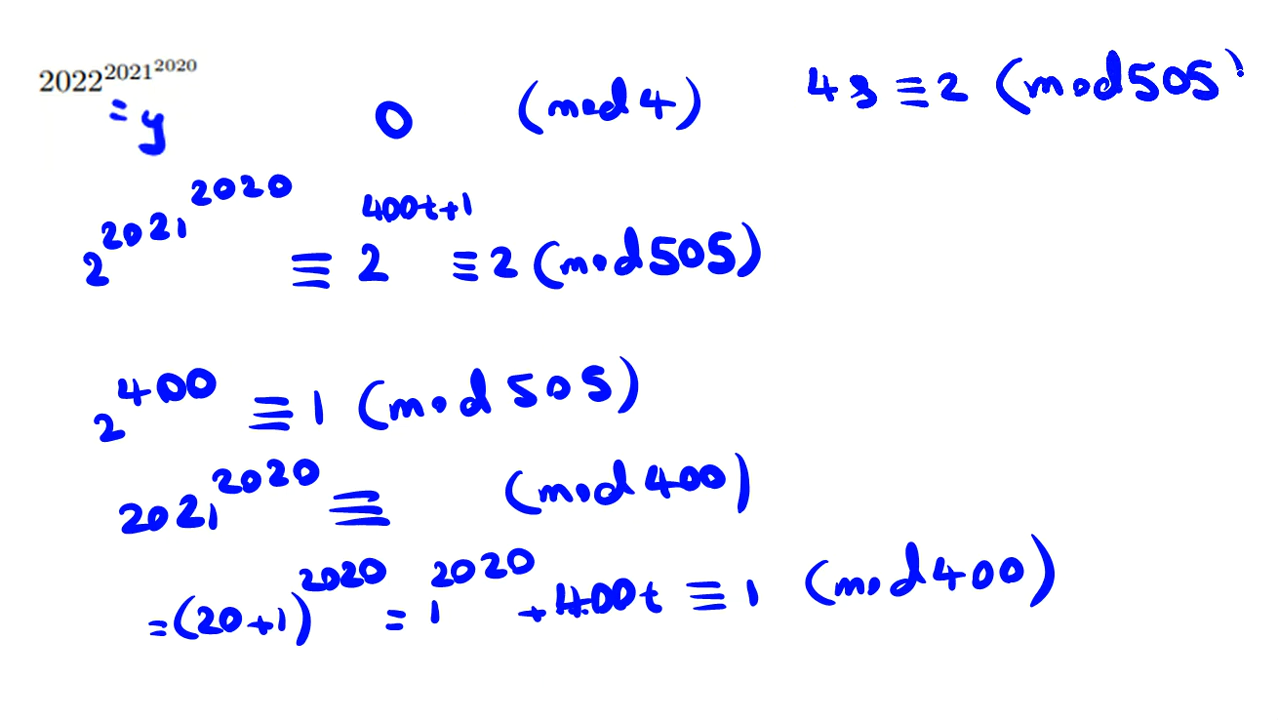 2022^2021^2020
= y
0 (mod 4)
4s ≡ 2 (mod 505)
2^2021^2020 ≡ 2^400t+1 ≡ 2 (mod 505)
2^400 ≡ 1 (mod 505)
2021^2020 ≡ (mod 400)
= (20+1)^2020 = 1^2020 + 400t ≡ 1 (mod 400)